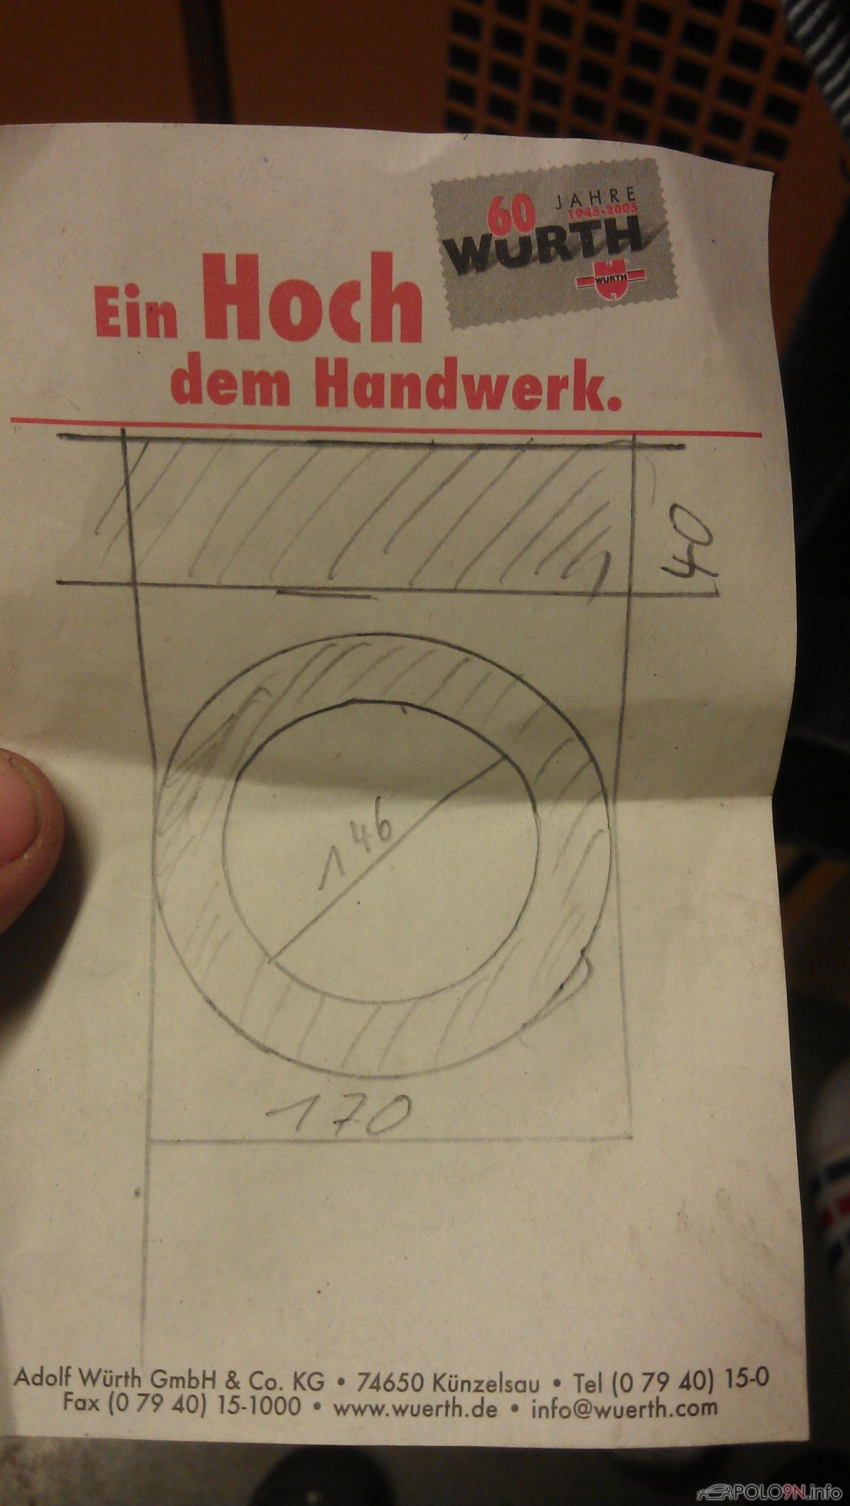 60 JAHRE
1945-2005
WÜRTH
WÜRTH
Ein Hoch
dem Handwerk.
40
146
170
Adolf Würth GmbH & Co. KG • 74650 Künzelsau • Tel (0 79 40) 15-0
Fax (0 79 40) 15-1000 • www.wuerth.de • info@wuerth.com
POLO9N.info